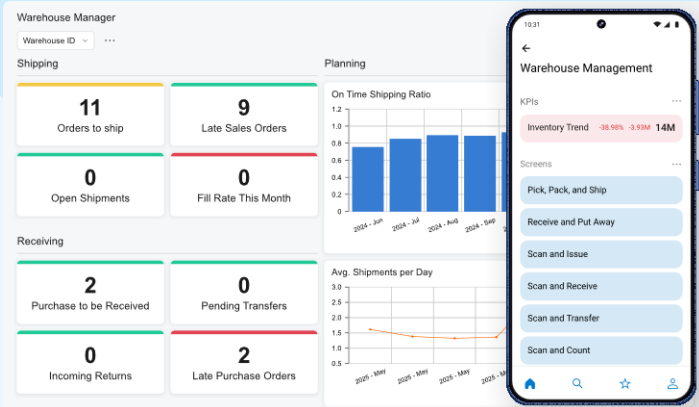 Warehouse Manager
Warehouse ID
Shipping
11
Orders to ship
9
Late Sales Orders
0
Open Shipments
0
Fill Rate This Month
Receiving
2
Purchase to be Received
0
Pending Transfers
0
Incoming Returns
2
Late Purchase Orders
Planning
On Time Shipping Ratio
1.2
1.0
0.8
0.6
0.4
0.2
0
2024 - Jun
2024 - Jul
2024 - Aug
2024 - Sep
Avg. Shipments per Day
3.0
2.5
2.0
1.5
1.0
0.5
2025 - May
2025 - May
2025 - May
2025 -
10:31
Warehouse Management
KPIs
Inventory Trend -38.98% -3.93M 14M
Screens
Pick, Pack, and Ship
Receive and Put Away
Scan and Issue
Scan and Receive
Scan and Transfer
Scan and Count